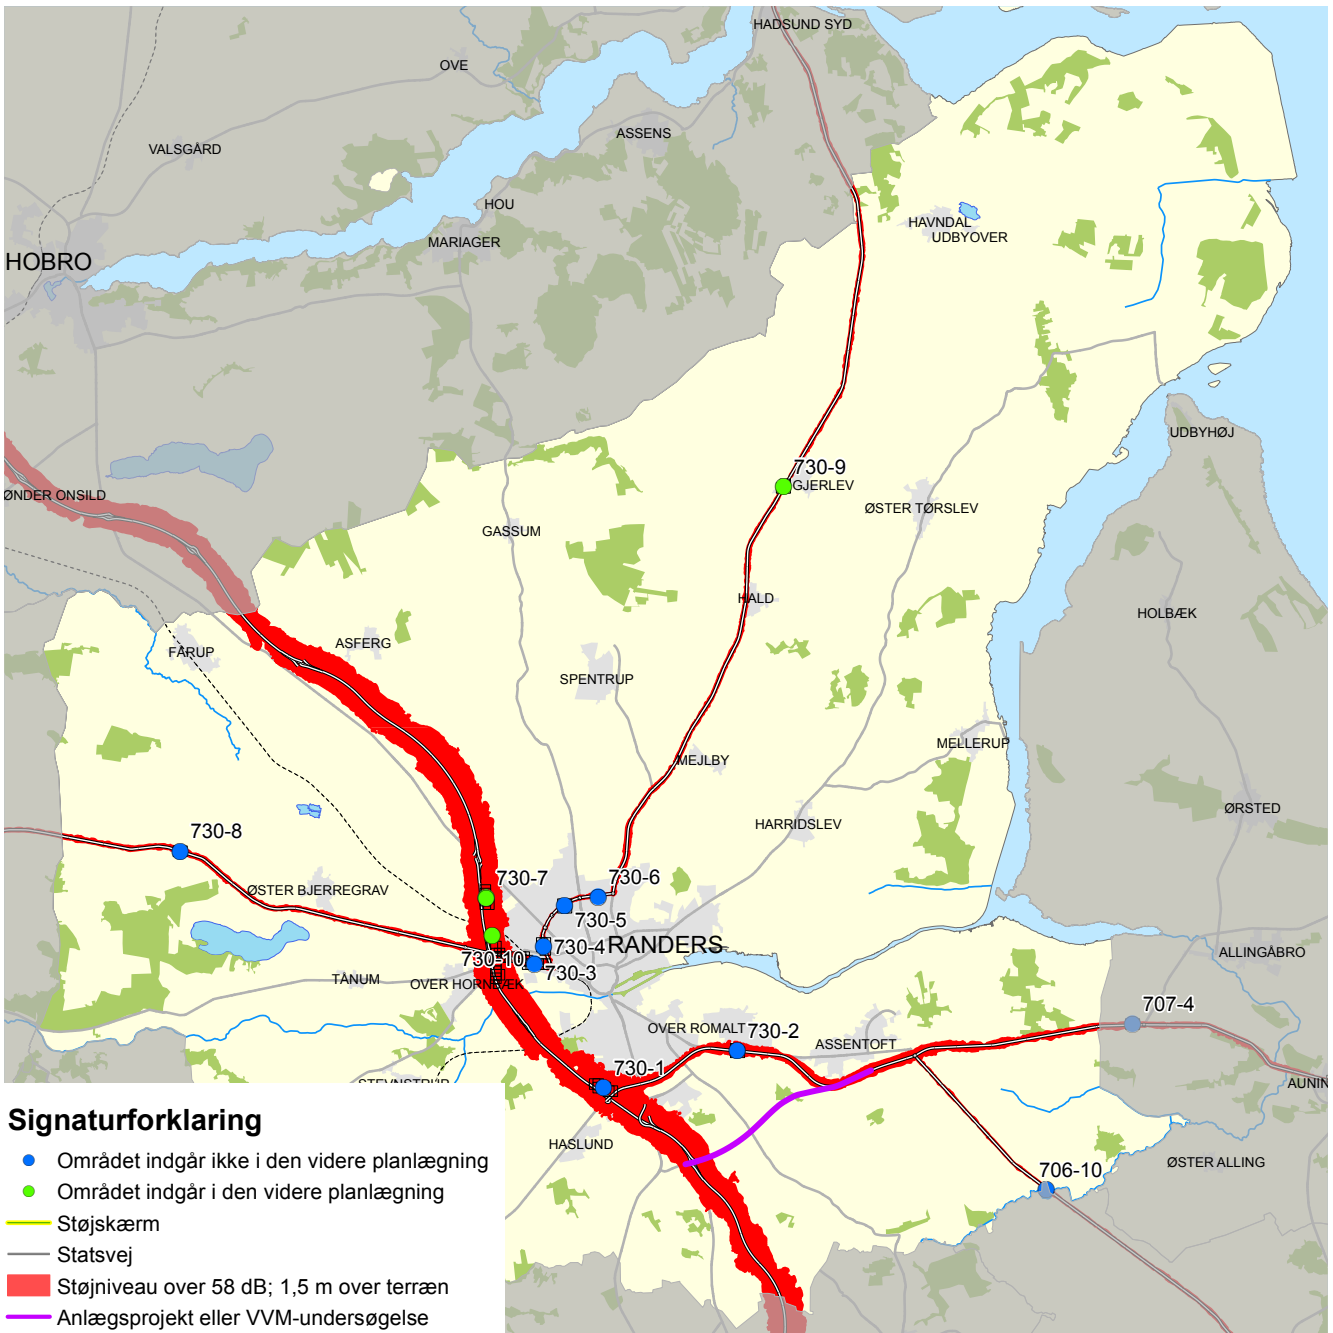 HADSUND SYD
OVE
ASSENS
VALSGÅRD
HOU
MARIAGER
HAVNDAL
UDBYOVER
HOBRO
UDBYHØJ
730-9
GJERLEV
ØNDER ONSILD
ØSTER TØRSLEV
GASSUM
HALD
HOLBÆK
ASFERG
FÅRUP
SPENTRUP
MELLERUP
MEJLBY
ØRSTED
HARRIDSLEV
730-8
730-7
730-6
ØSTER BJERREGRAV
730-5
730-4
RANDERS
ALLINGÅBRO
730-10
730-3
TÅNUM
OVER HORNBÆK
707-4
OVER ROMALT
730-2
ASSENTOFT
730-1
STEVNSTRUP
AUNIN
HASLUND
706-10
ØSTER ALLING
Signaturforklaring
Området indgår ikke i den videre planlægning
Området indgår i den videre planlægning
Støjskærm
Statsvej
Støjniveau over 58 dB; 1,5 m over terræn
Anlægsprojekt eller VVM-undersøgelse